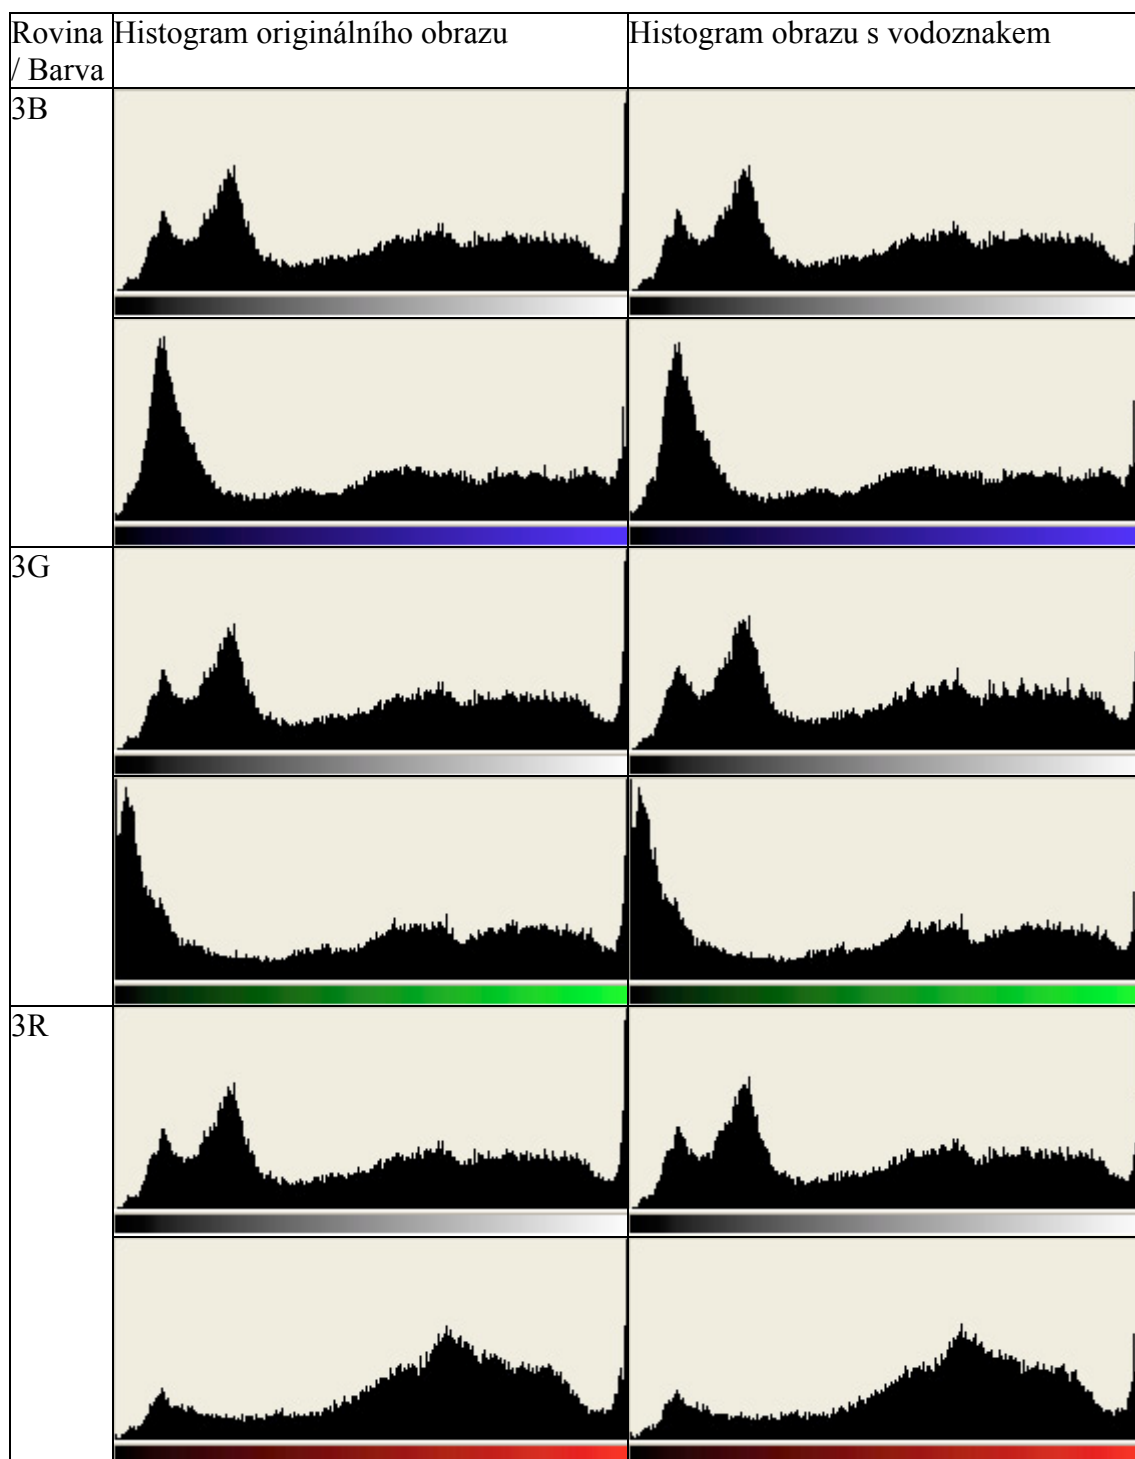 Rovina
/ Barva
Histogram originálního obrazu
Histogram obrazu s vodoznakem
3B
3G
3R